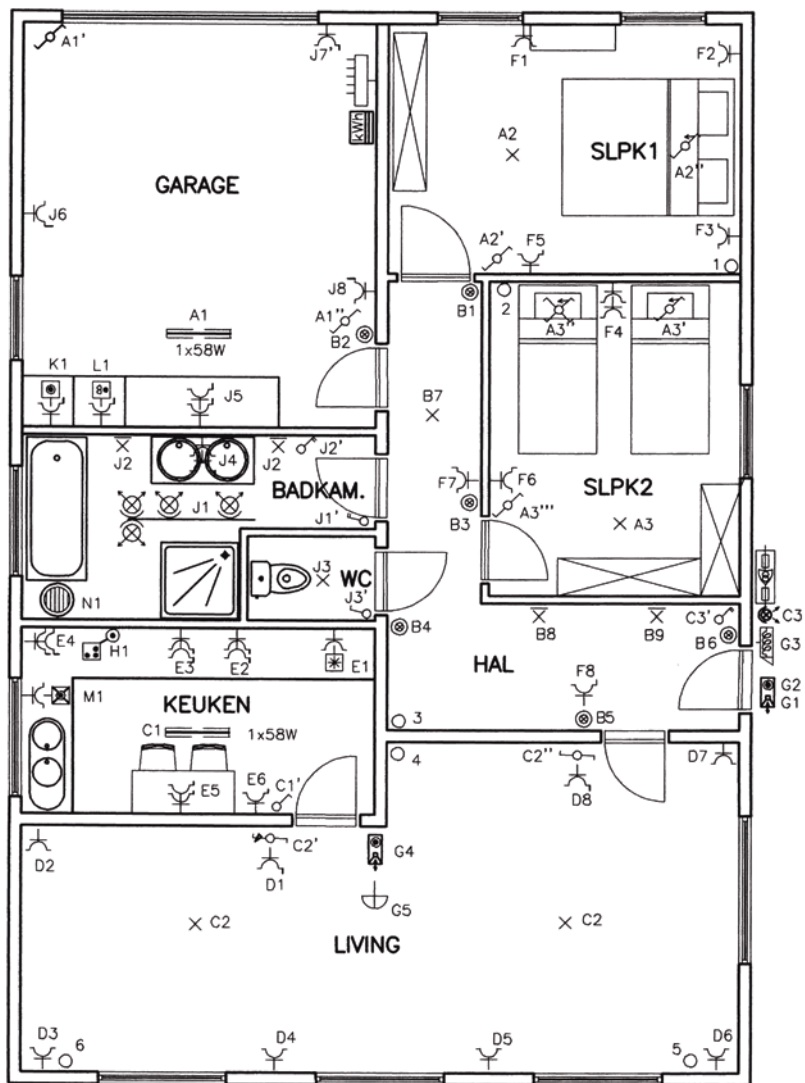 A1'
J7'
F1
F2
kWh
A2
SLPK1
A2''
GARAGE
J6
A2'
F5
F3
1
J8
B1
2
A1
A1''
B2
1x58W
A3''
F4
A3'
K1
L1
J5
B7
J2
J4
J2
J2'
BADKAM.
F7
F6
SLPK2
J1
J1'
B3
A3'''
A3
J3
WC
N1
J3'
B4
B8
B9
C3'
B6
C3
G3
E4
H1
E3
E2
E1
HAL
F8
G2
G1
M1
KEUKEN
C1
1x58W
3
B5
4
C2''
D7
E5
E6
C1'
D8
D2
C2'
D1
G4
G5
C2
C2
LIVING
D3
6
D4
D5
5
D6